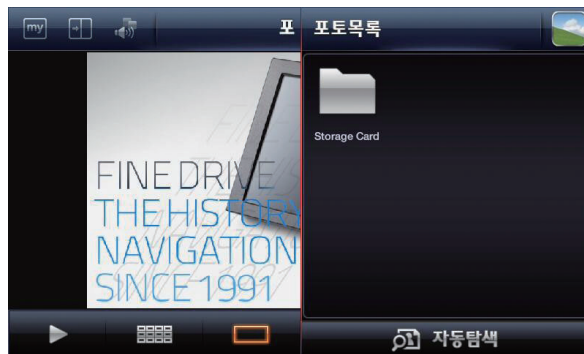 my
포
FINE DRIVE
THE HISTORY
NAVIGATION
SINCE 1991
포토목록
Storage Card
자동탐색